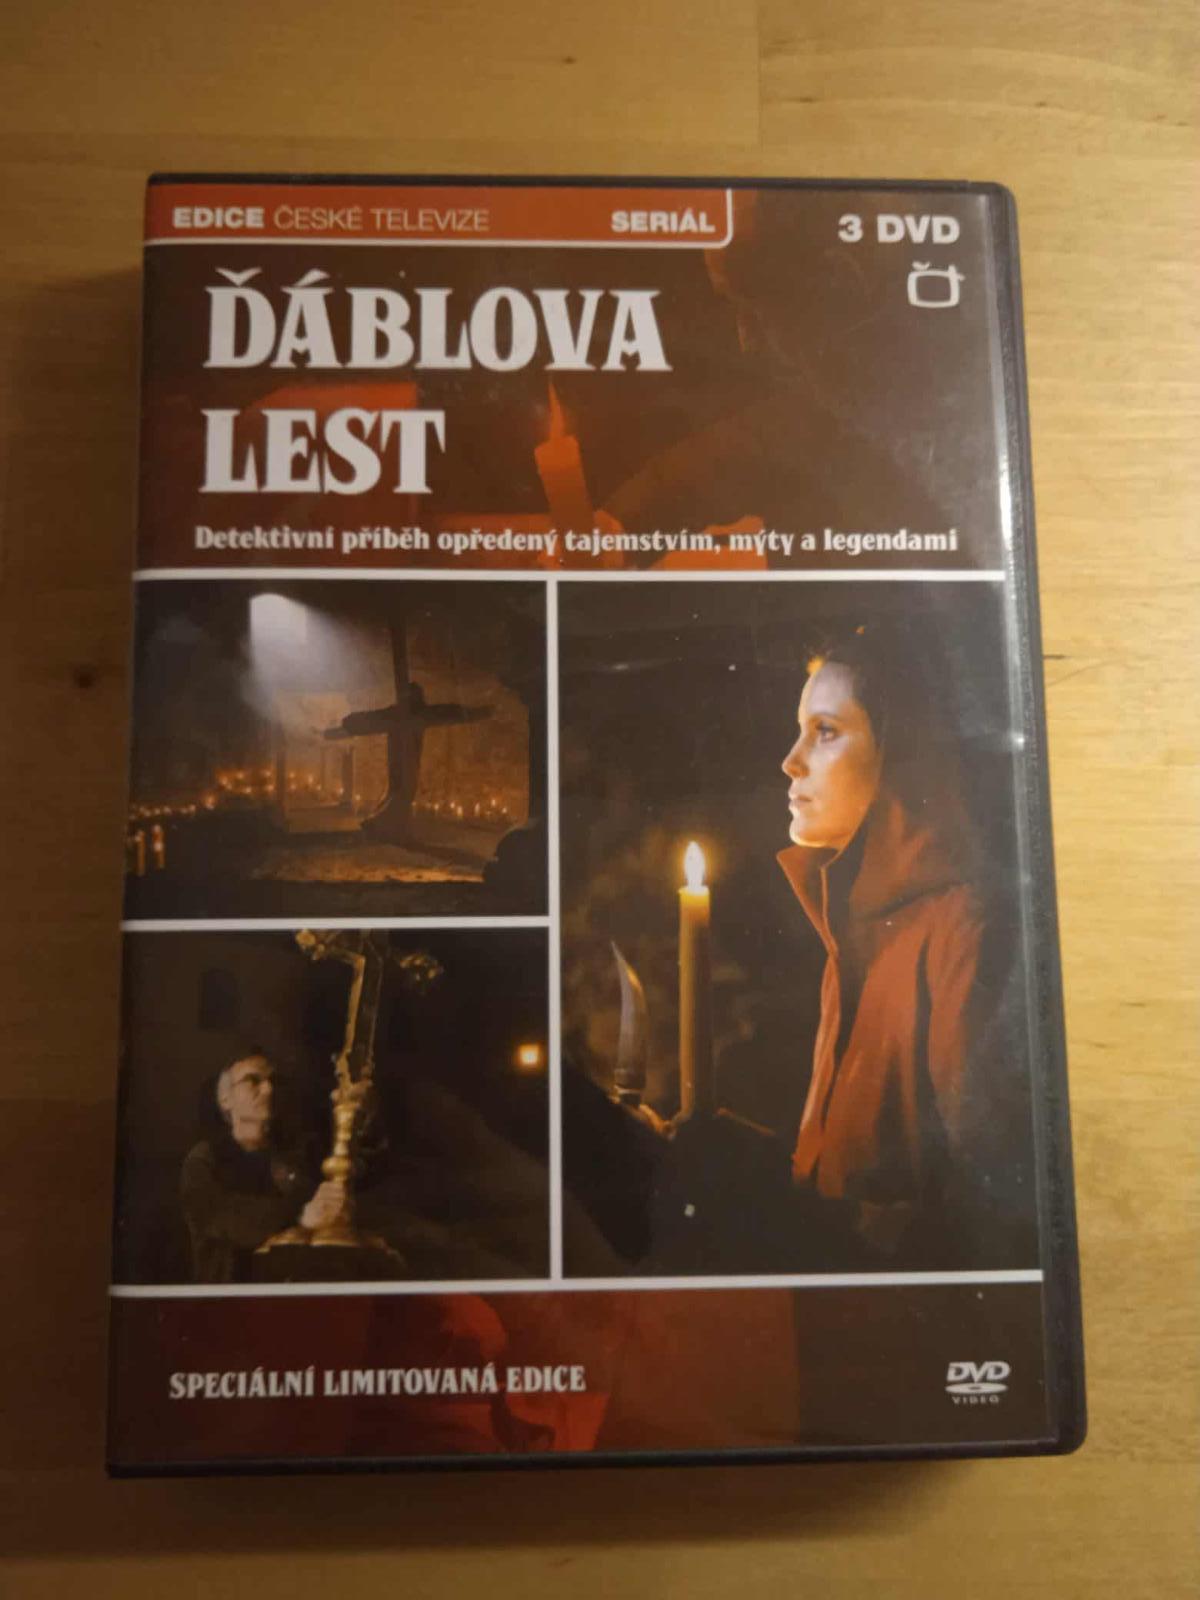 EDICE ČESKÉ TELEVIZE SERIÁL
3 DVD
ĎÁBLOVA
LEST
Detektivní příběh opředený tajemstvím, mýty a legendami
SPECIÁLNÍ LIMITOVANÁ EDICE
DVD
VIDEO